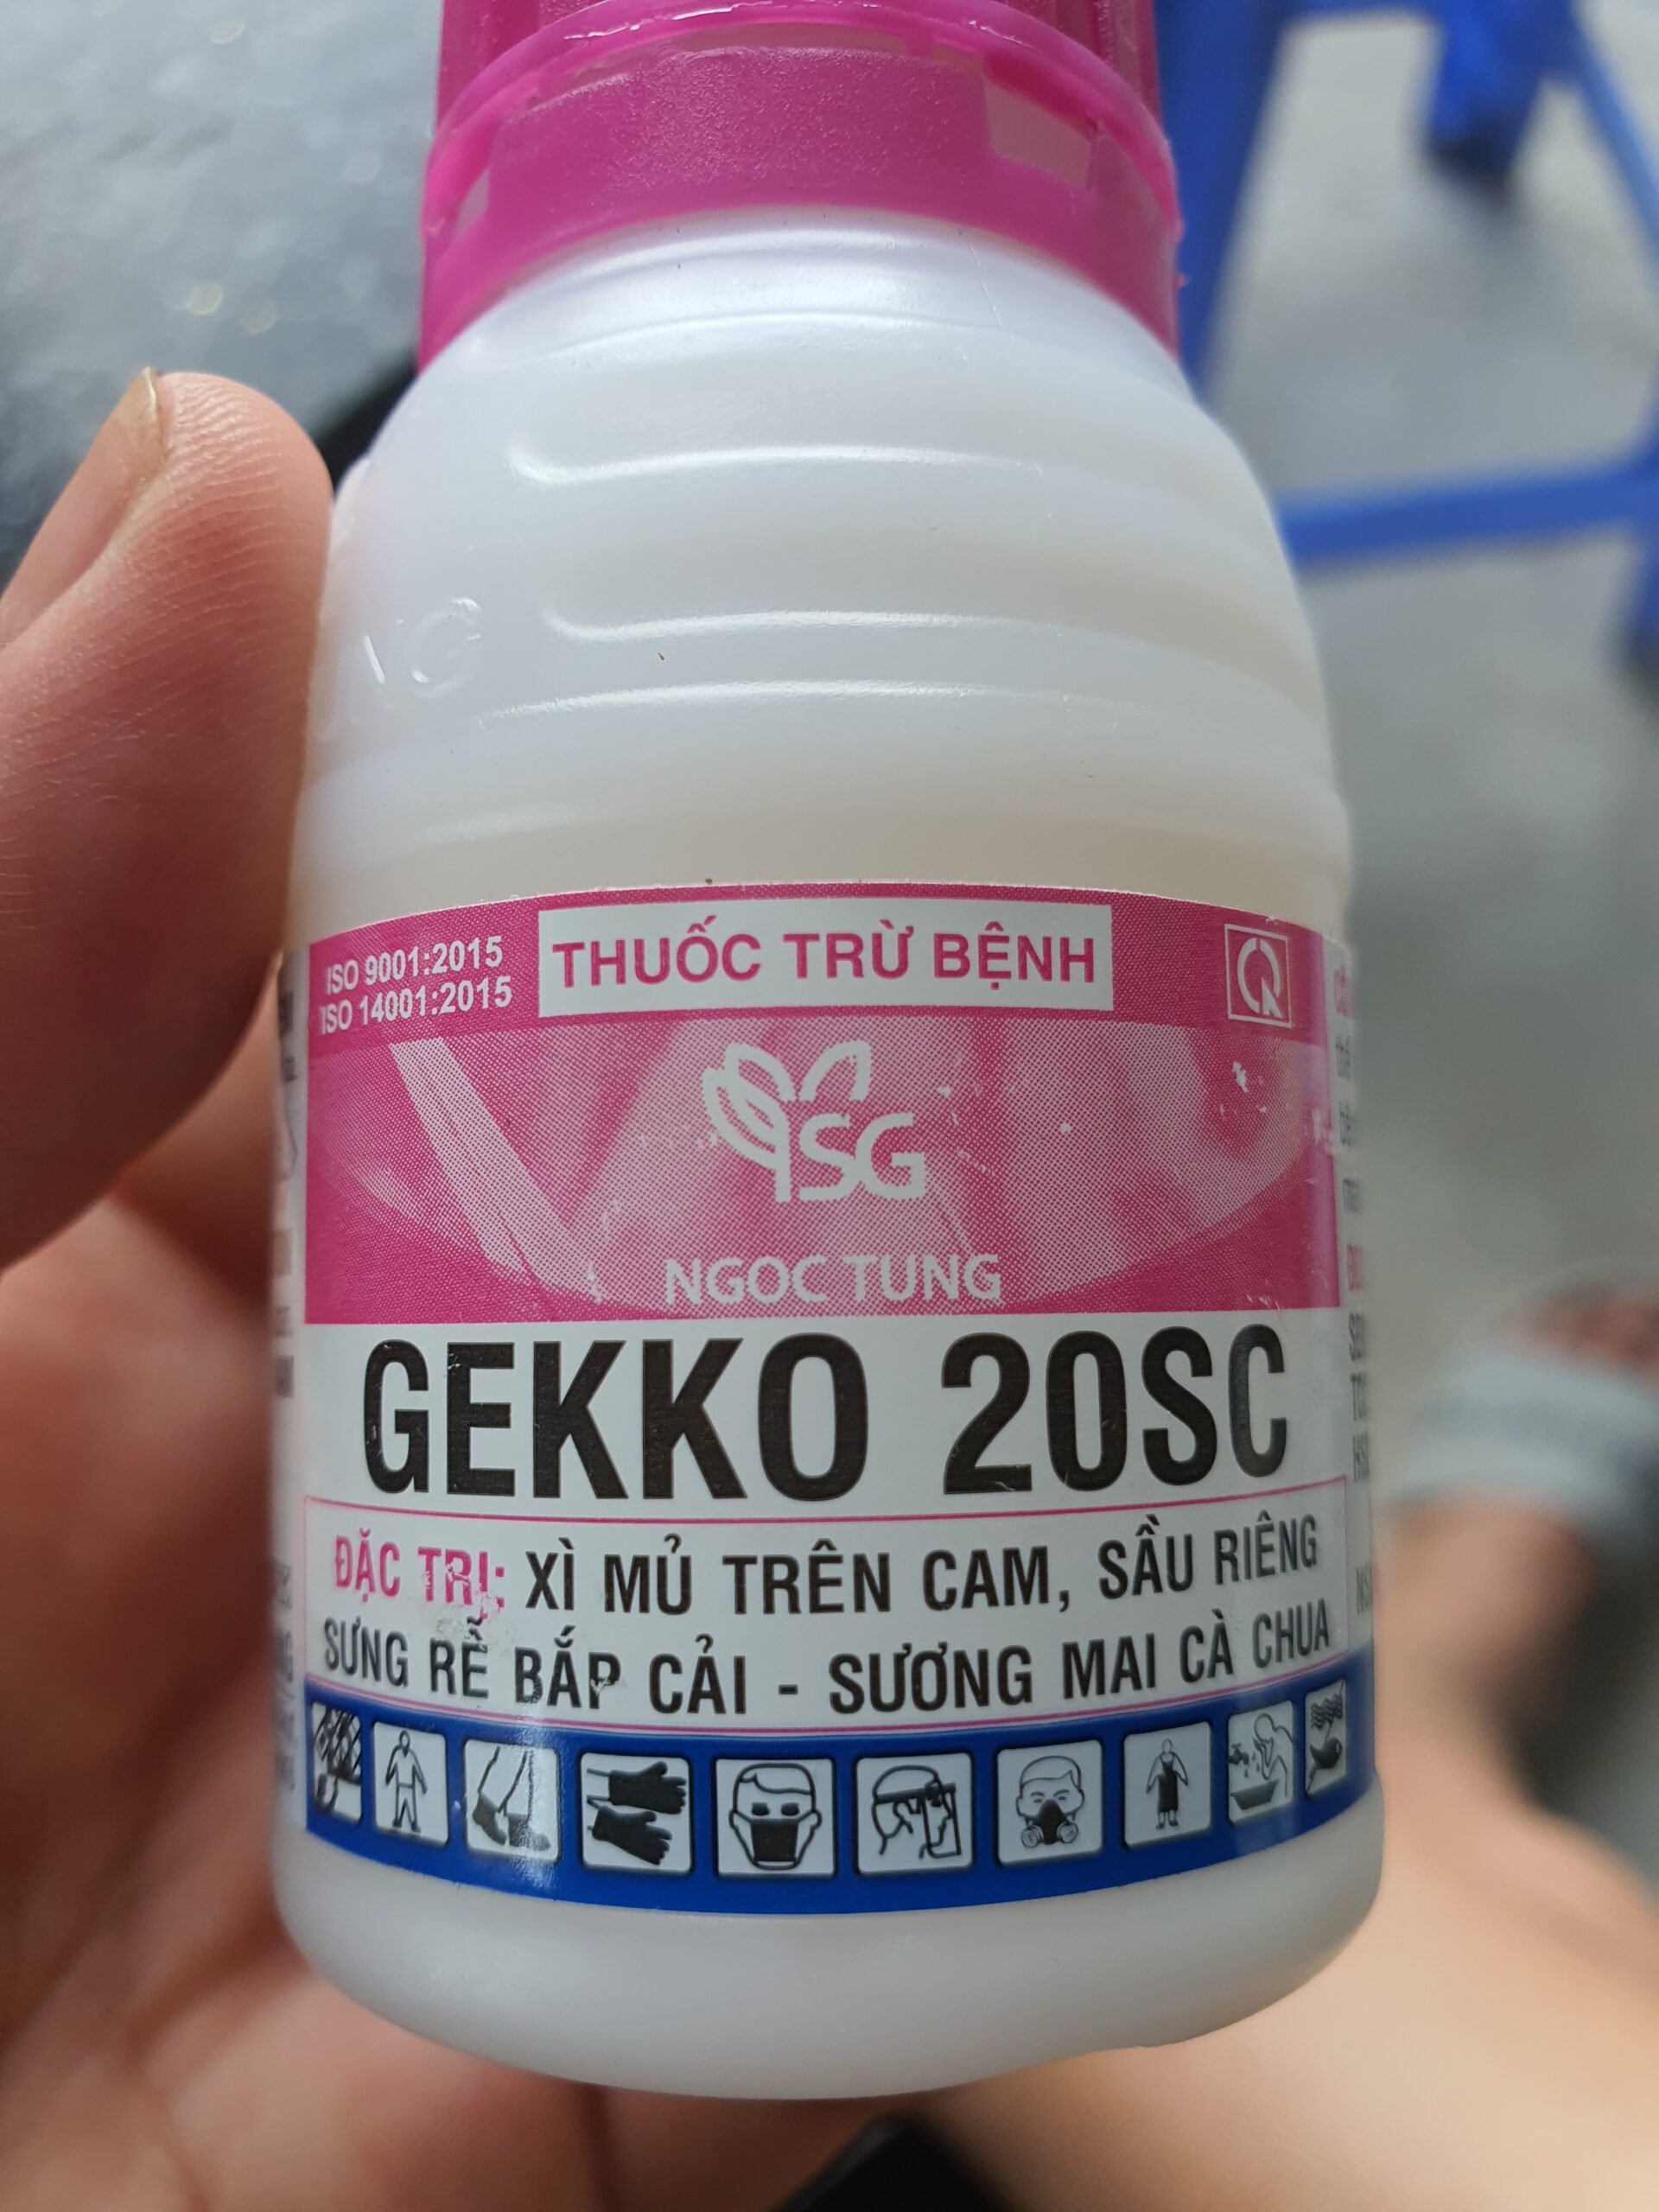 ISO 9001:2015
ISO 14001:2015
THUỐC TRỪ BỆNH
SG
NGOC TUNG
GEKKO 20SC
ĐẶC TRỊ: XÌ MỦ TRÊN CAM, SẦU RIÊNG
SƯNG RỄ BẮP CẢI - SƯƠNG MAI CÀ CHUA